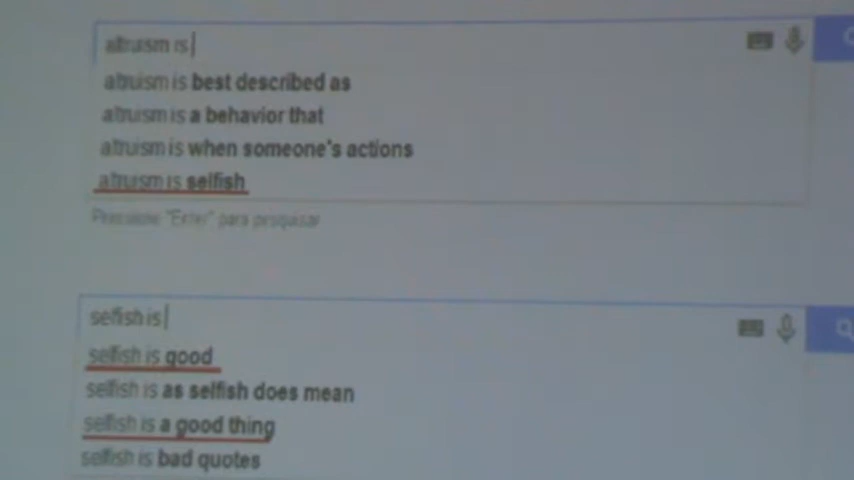 altruism is
altruism is best described as
altruism is a behavior that
altruism is when someone's actions
altruism is selfish
Pressione "Enter" para pesquisar
selfish is
selfish is good
selfish is as selfish does mean
selfish is a good thing
selfish is bad quotes